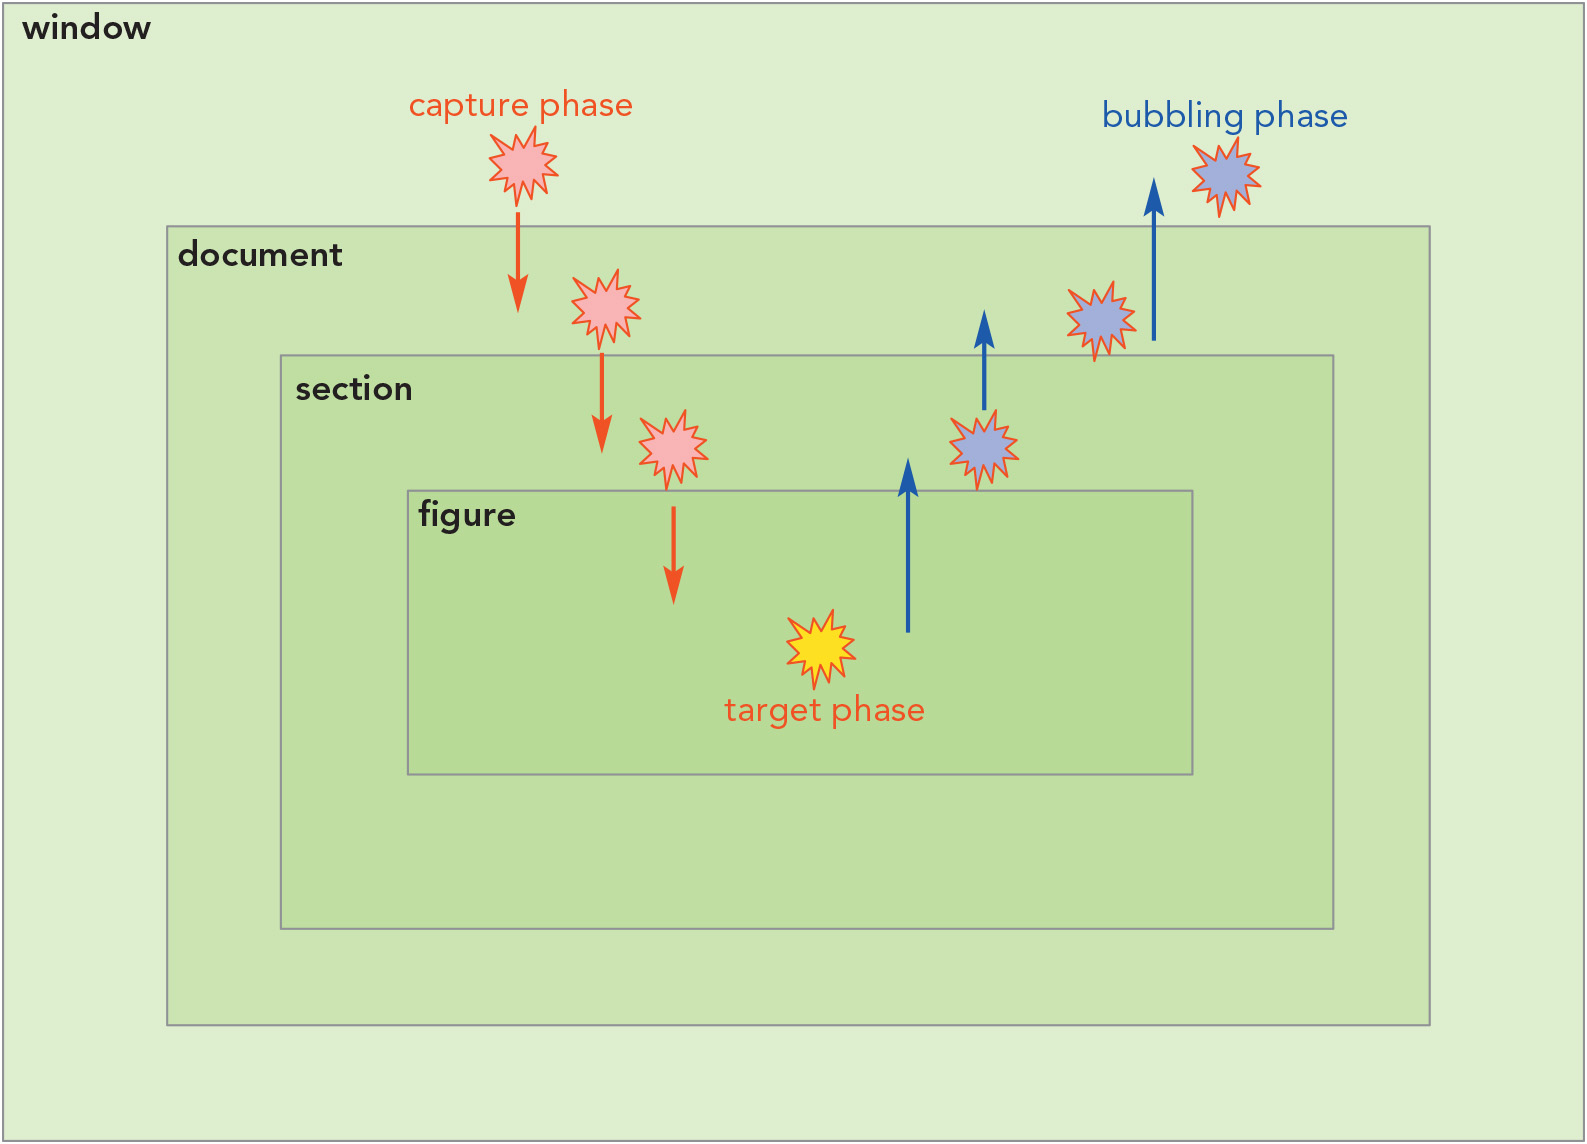 window
capture phase
bubbling phase
document
section
figure
target phase